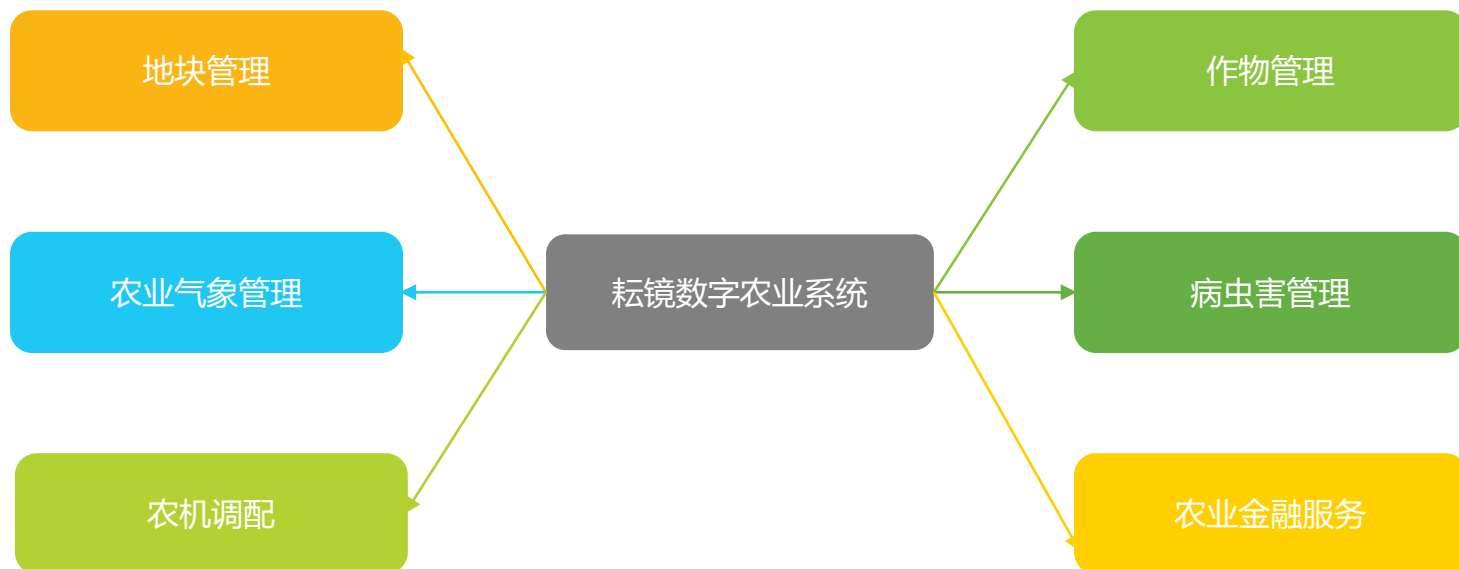 地块管理
作物管理
农业气象管理
耘镜数字农业系统
病虫害管理
农机调配
农业金融服务